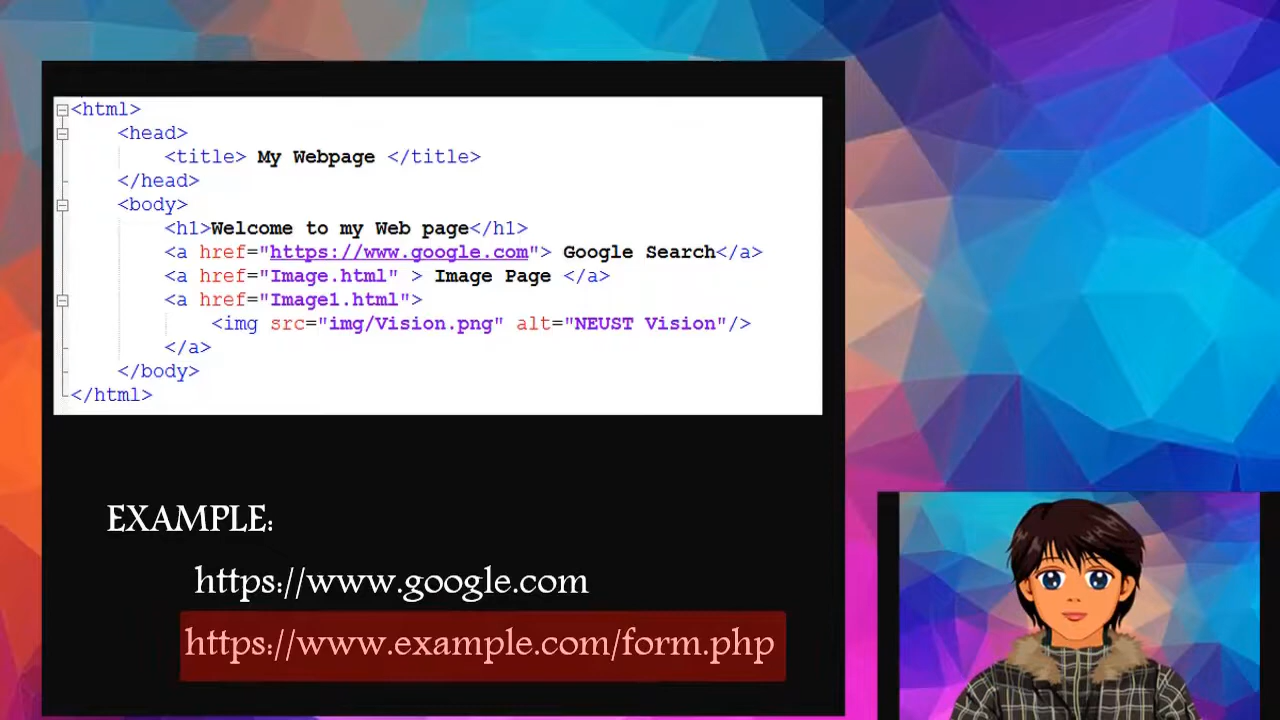 <html>
<head>
<title> My Webpage </title>
</head>
<body>
<h1>Welcome to my Web page</h1>
<a href="https://www.google.com"> Google Search</a>
<a href="Image.html" > Image Page </a>
<a href="Image1.html">
<img src="img/Vision.png" alt="NEUST Vision"/>
</a>
</body>
</html>
EXAMPLE:
https://www.google.com
https://www.example.com/form.php